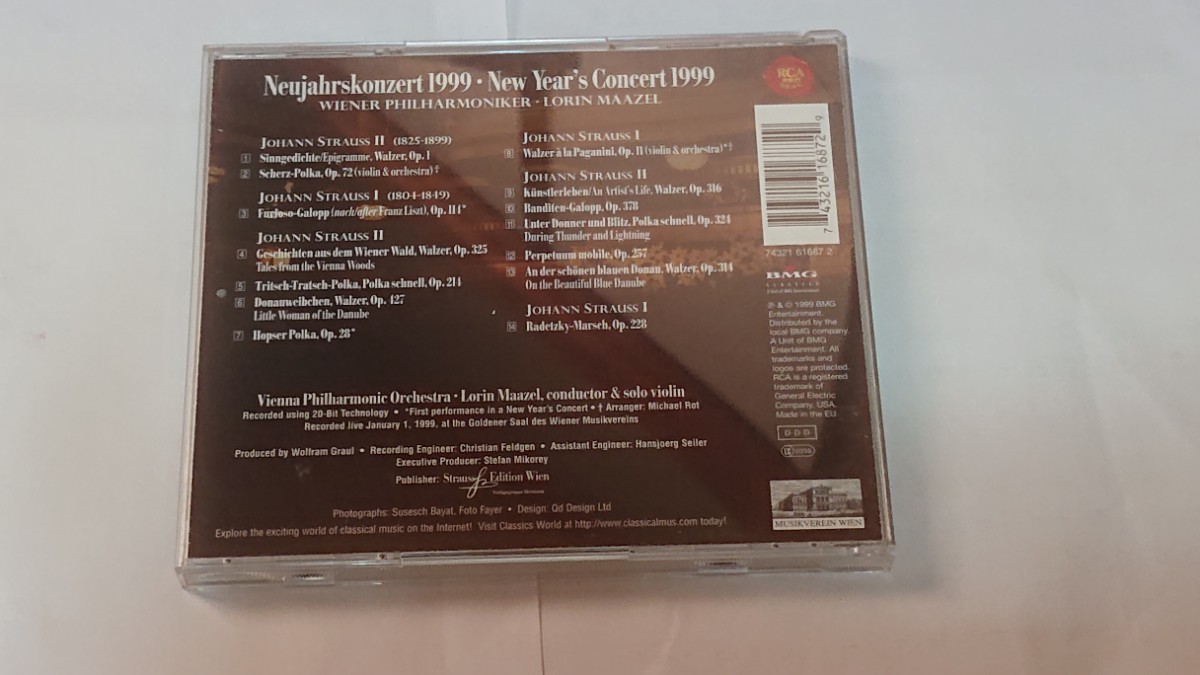 Neujahrskonzert 1999 · New Year's Concert 1999
WIENER PHILHARMONIKER · LORIN MAAZEL
JOHANN STRAUSS II (1825-1899)
1 Sinngedichte/Epigramme, Walzer, Op. 1
2 Scherz-Polka, Op. 72 (violin & orchestra) †
JOHANN STRAUSS I (1804-1849)
3 Furioso-Galopp (nach/after Franz Liszt), Op. 114*
JOHANN STRAUSS II
4 Geschichten aus dem Wiener Wald, Walzer, Op. 325
Tales from the Vienna Woods
5 Tritsch-Tratsch-Polka, Polka schnell, Op. 214
6 Donauweibchen, Walzer, Op. 427
Little Woman of the Danube
7 Hopser Polka, Op. 28*
JOHANN STRAUSS I
8 Walzer à la Paganini, Op. 11 (violin & orchestra) *†
JOHANN STRAUSS II
9 Künstlerleben/An Artist's Life, Walzer, Op. 316
10 Banditen-Galopp, Op. 378
11 Unter Donner und Blitz, Polka schnell, Op. 324
During Thunder and Lightning
12 Perpetuum mobile, Op. 257
13 An der schönen blauen Donau, Walzer, Op. 314
On the Beautiful Blue Danube
JOHANN STRAUSS I
14 Radetzky-Marsch, Op. 228
Vienna Philharmonic Orchestra · Lorin Maazel, conductor & solo violin
Recorded using 20-Bit Technology • *First performance in a New Year's Concert • † Arranger: Michael Rot
Recorded live January 1, 1999, at the Goldener Saal des Wiener Musikvereins
Produced by Wolfram Graul • Recording Engineer: Christian Feldgen • Assistant Engineer: Hansjoerg Seiler
Executive Producer: Stefan Mikorey
Publisher: Strauss Edition Wien
Photographs: Susesch Bayat, Foto Fayer • Design: Qd Design Ltd
Explore the exciting world of classical music on the Internet! Visit Classics World at http://www.classicalmus.com today!
RCA
7 43216 16872 9
74321 61687 2
BMG
CLASSICS
℗ & © 1999 BMG
Entertainment.
Distributed by the
local BMG company.
A Unit of BMG
Entertainment. All
trademarks and
logos are protected.
RCA is a registered
trademark of
General Electric
Company, USA.
Made in the EU
DDD
MUSIKVEREIN WIEN